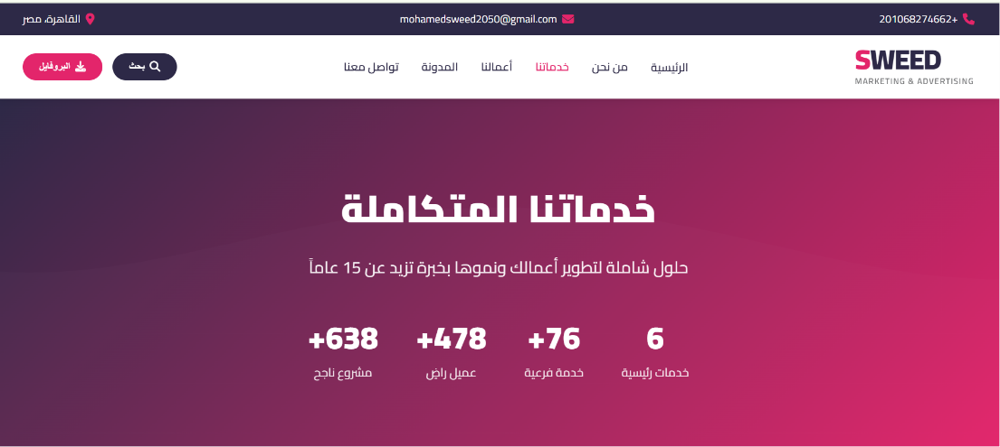 +201068274662
mohamedsweed2050@gmail.com
القاهرة، مصر
SWEED
MARKETING & ADVERTISING
الرئيسية
من نحن
خدماتنا
أعمالنا
المدونة
تواصل معنا
بحث
البروفايل
خدماتنا المتكاملة
حلول شاملة لتطوير أعمالك ونموها بخبرة تزيد عن 15 عاماً
6
خدمات رئيسية
76+
خدمة فرعية
478+
عميل راضٍ
638+
مشروع ناجح